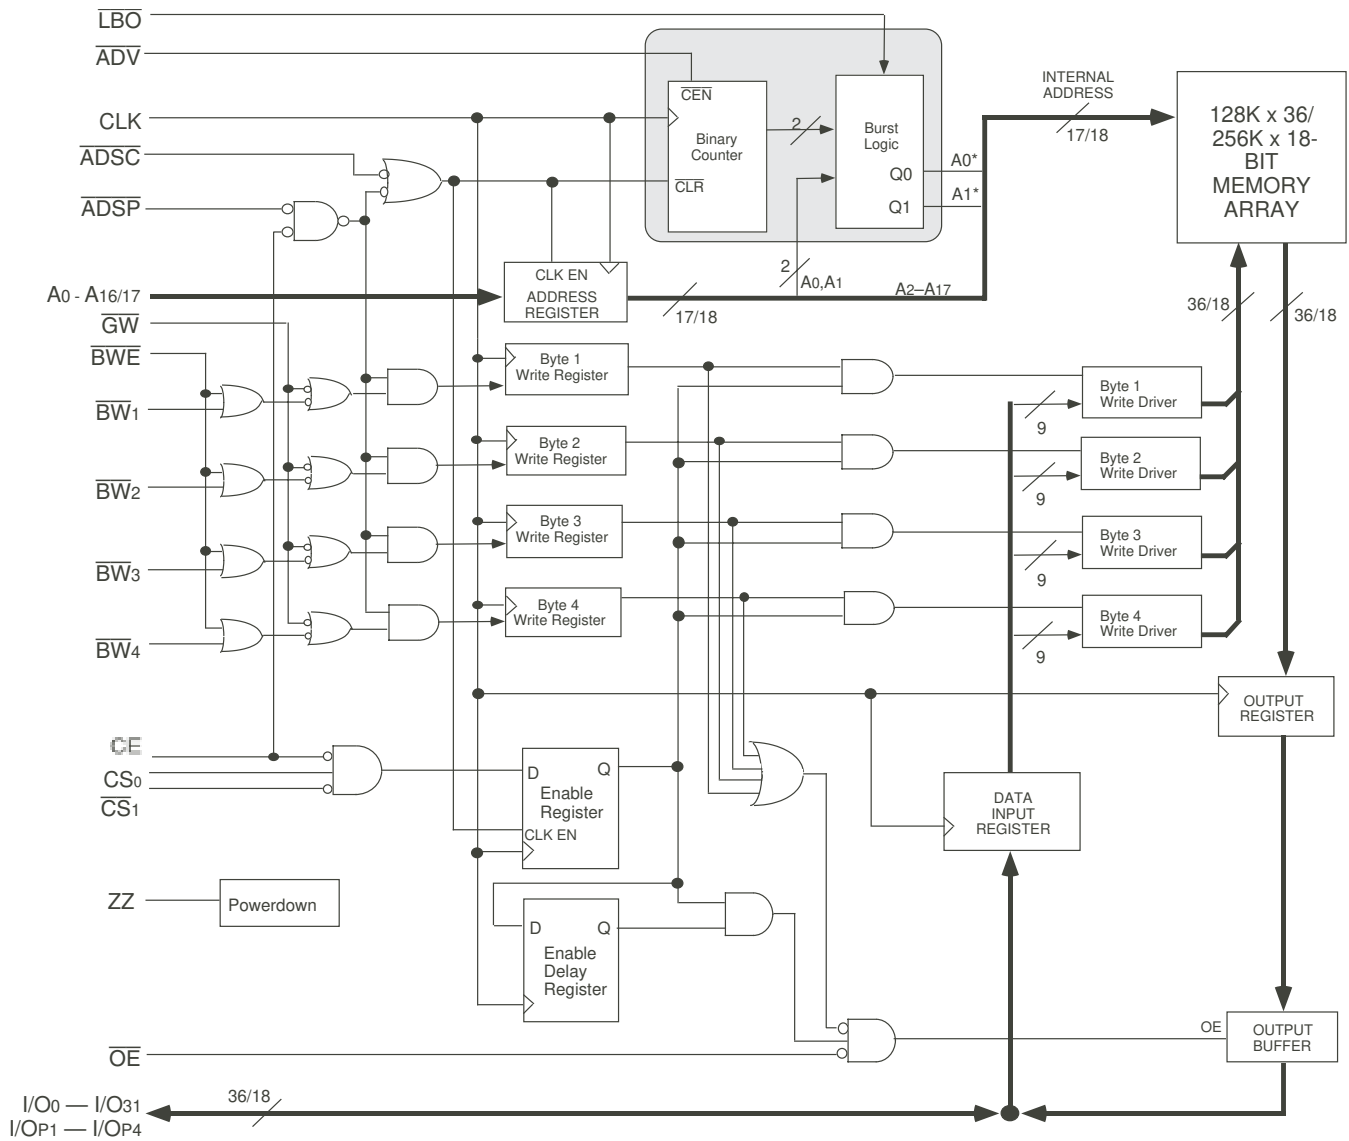 LBO
ADV
CLK
ADSC
ADSP
A0 - A16/17
GW
BWE
BW1
BW2
BW3
BW4
CE
CS0
CS1
ZZ
Powerdown
OE
I/O0 — I/O31
I/OP1 — I/OP4
36/18
CEN
Binary
Counter
CLR
2
Burst
Logic
Q0
Q1
A0*
A1*
2
A0,A1
A2–A17
CLK EN
ADDRESS
REGISTER
17/18
INTERNAL
ADDRESS
17/18
128K x 36/
256K x 18-
BIT
MEMORY
ARRAY
36/18
36/18
Byte 1
Write Register
Byte 2
Write Register
Byte 3
Write Register
Byte 4
Write Register
Byte 1
Write Driver
9
Byte 2
Write Driver
9
Byte 3
Write Driver
9
Byte 4
Write Driver
9
OUTPUT
REGISTER
D Q
Enable
Register
CLK EN
DATA
INPUT
REGISTER
D Q
Enable
Delay
Register
OE
OUTPUT
BUFFER